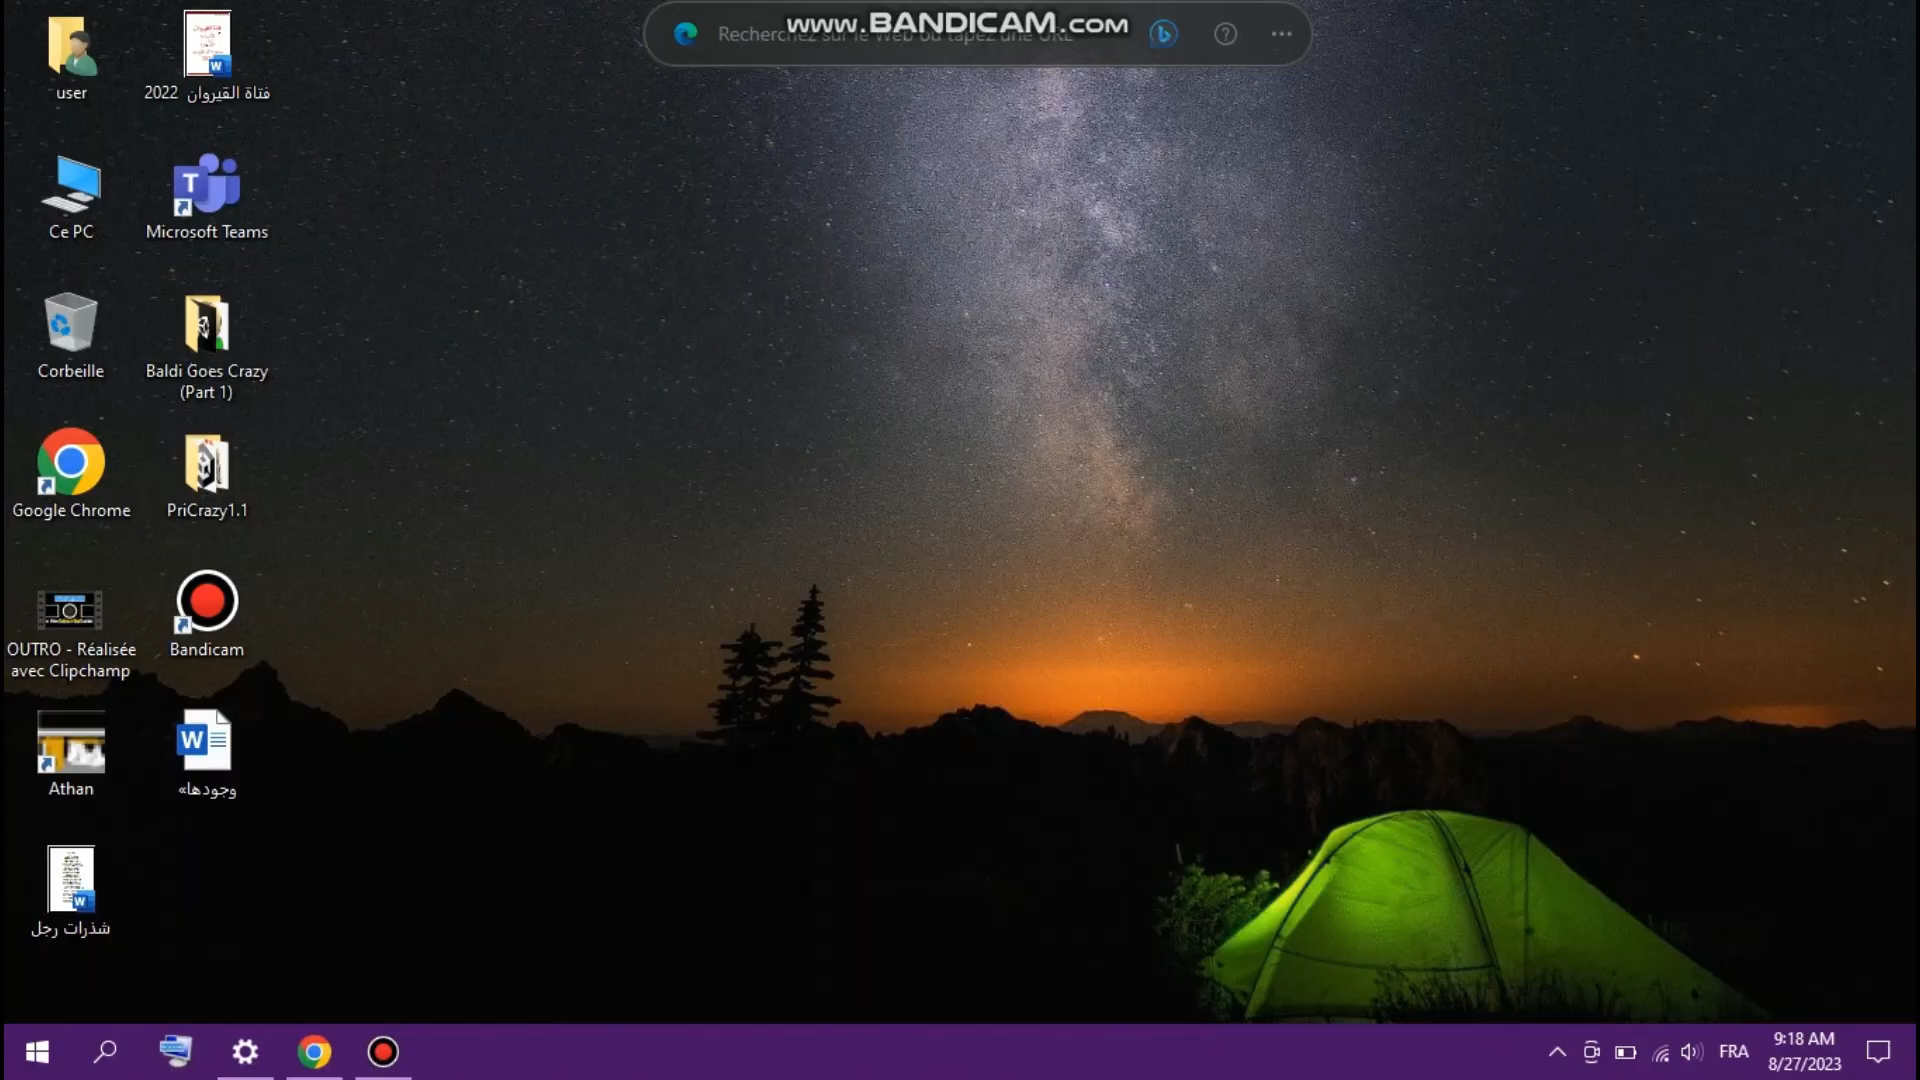 www.BANDICAM.com
Recherchez sur le Web ou tapez une URL
user
فتاة القيروان 2022
Ce PC
Microsoft Teams
Corbeille
Baldi Goes Crazy
(Part 1)
Google Chrome
PriCrazy1.1
OUTRO - Réalisée
avec Clipchamp
Bandicam
Athan
وجودها»
شذرات رجل
FRA
9:18 AM
8/27/2023